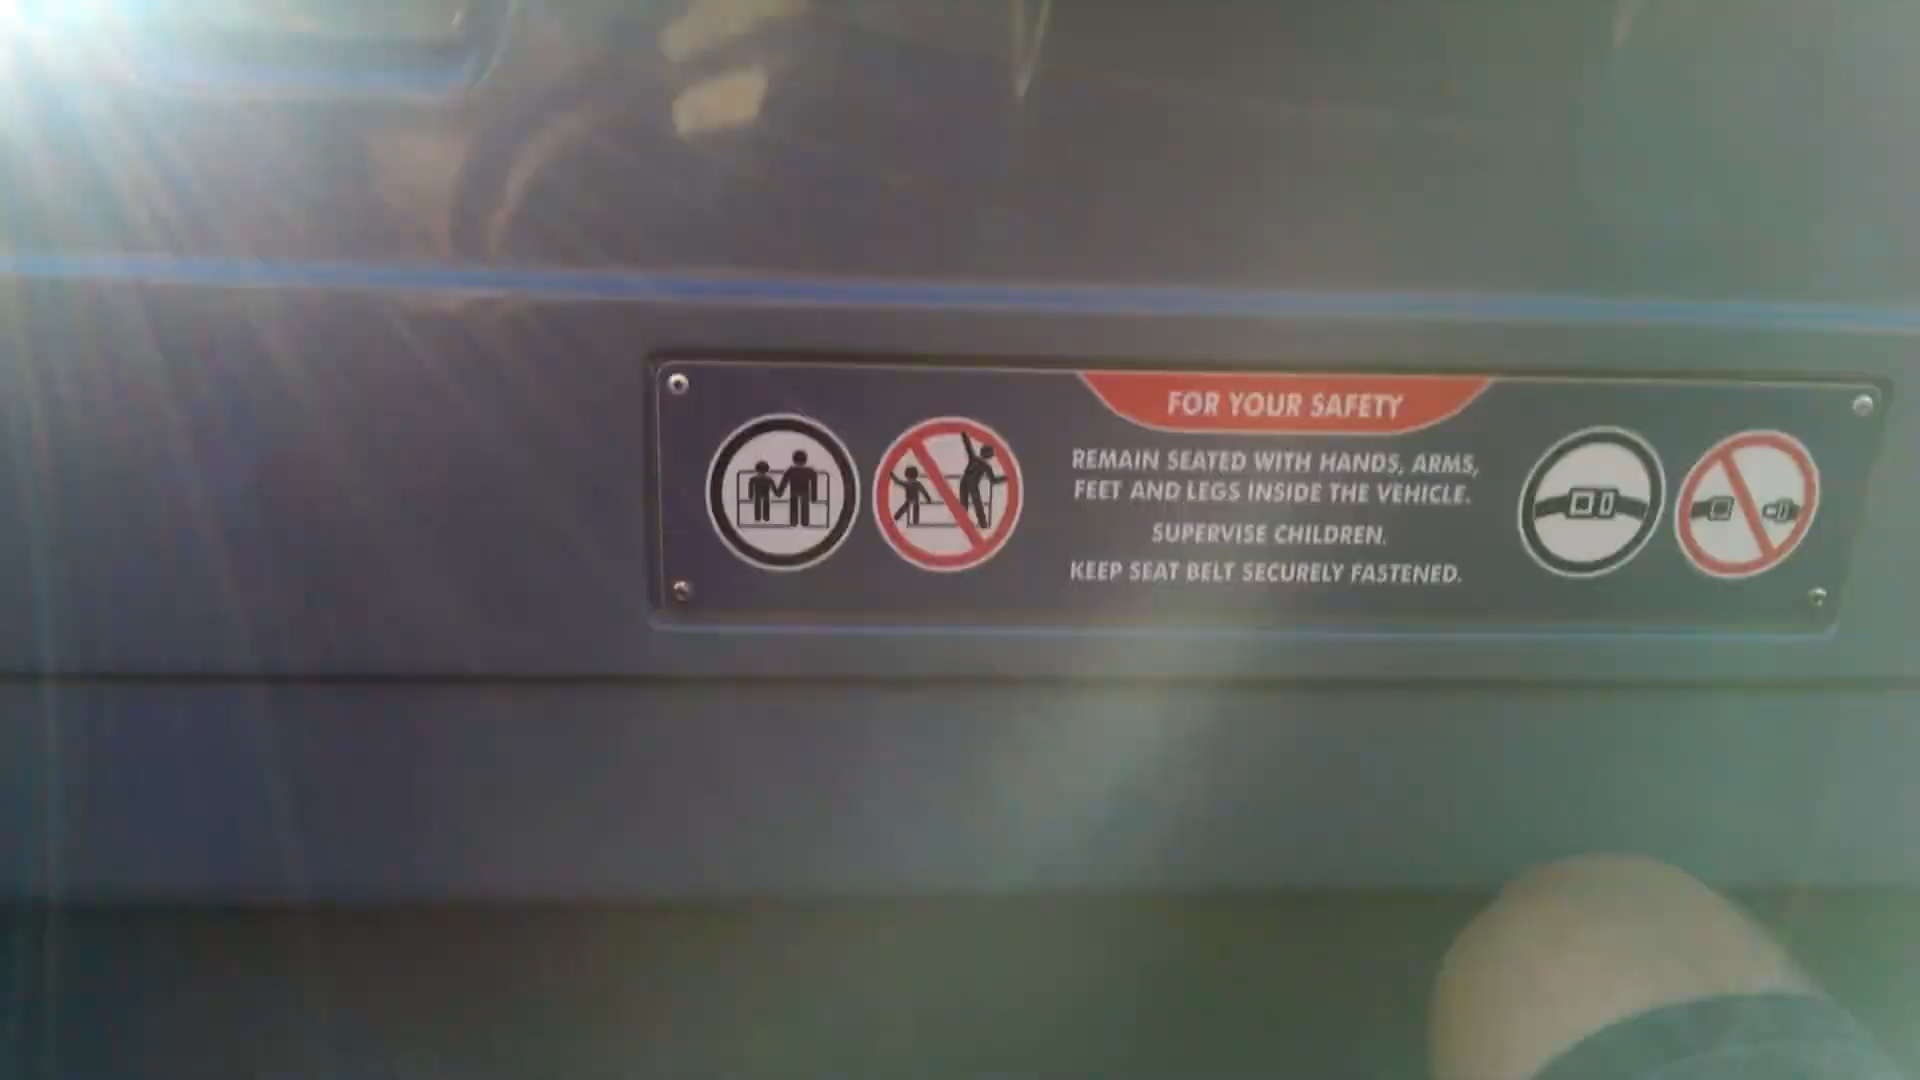 FOR YOUR SAFETY
REMAIN SEATED WITH HANDS, ARMS,
FEET AND LEGS INSIDE THE VEHICLE.
SUPERVISE CHILDREN.
KEEP SEAT BELT SECURELY FASTENED.